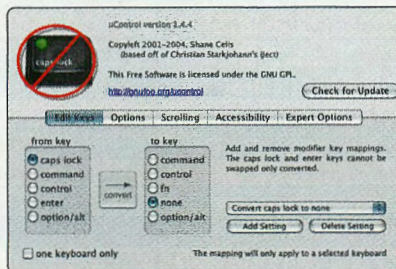 uControl version 1.4.4
Copyleft 2001-2004, Shane Celis
(based off of Christian Starkjohann's iJect)
This Free Software is licensed under the GNU GPL.
http://gnufoo.org/ucontrol
Check for Update
Edit Keys Options Scrolling Accessibility Expert Options
caps lock
from key
caps lock
command
control
enter
option/alt
convert
to key
command
control
fn
none
option/alt
Add and remove modifier key mappings.
The caps lock and enter keys cannot be
swapped only converted.
Convert caps lock to none
Add Setting Delete Setting
one keyboard only
The mapping will only apply to a selected keyboard